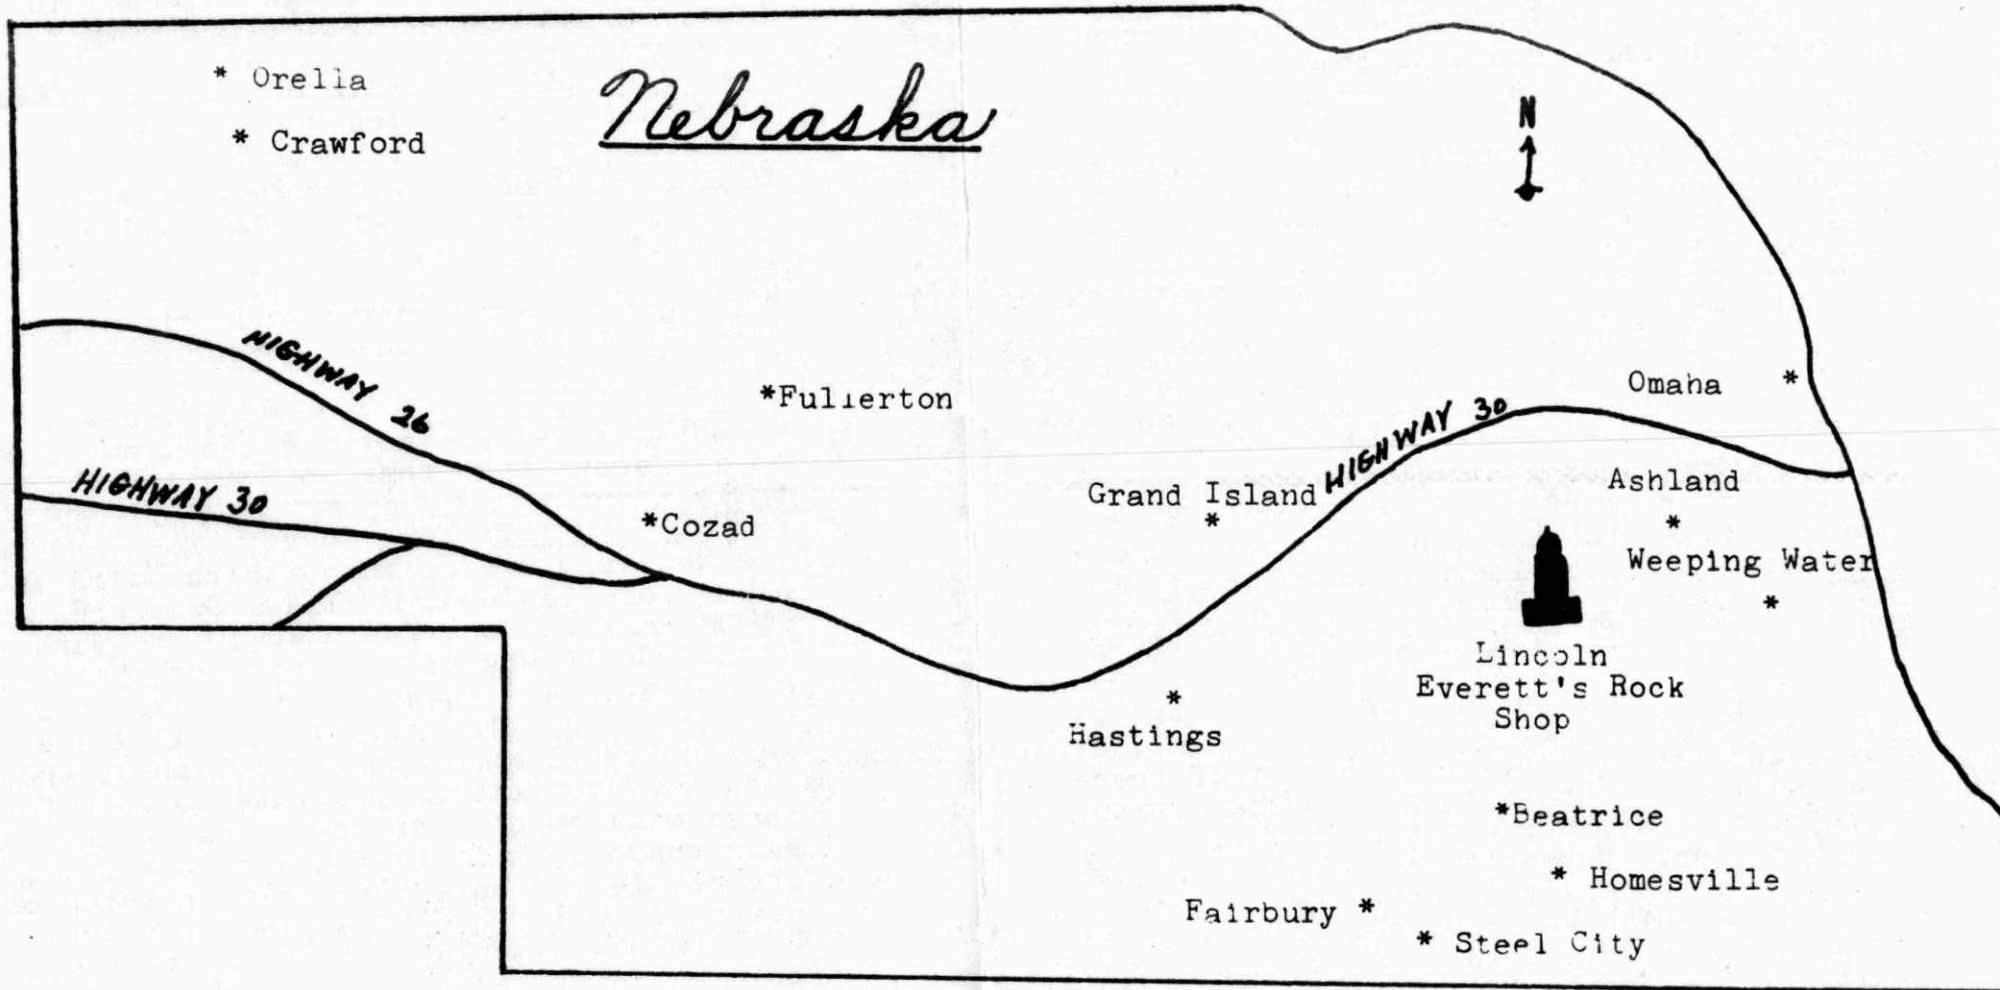 * Orella
* Crawford
Nebraska
N
HIGHWAY 26
HIGHWAY 30
*Fullerton
*Cozad
HIGHWAY 30
Omaha *
Grand Island
*
Ashland
*
Weeping Water
*
Lincoln
Everett's Rock
Shop
*
Hastings
*Beatrice
* Homesville
Fairbury *
* Steel City